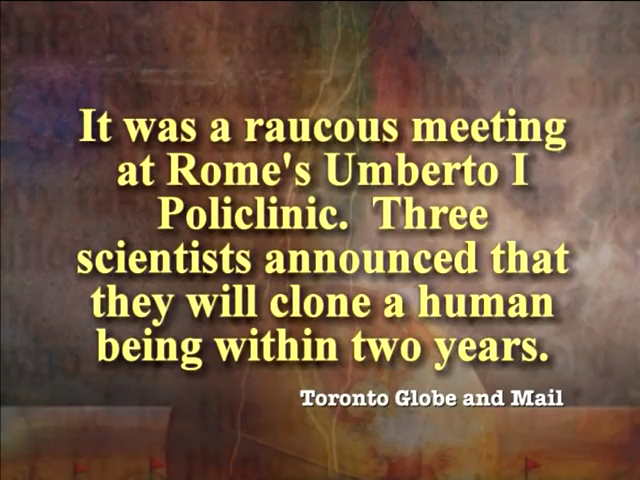 It was a raucous meeting
at Rome's Umberto I
Policlinic.  Three
scientists announced that
they will clone a human
being within two years.
Toronto Globe and Mail